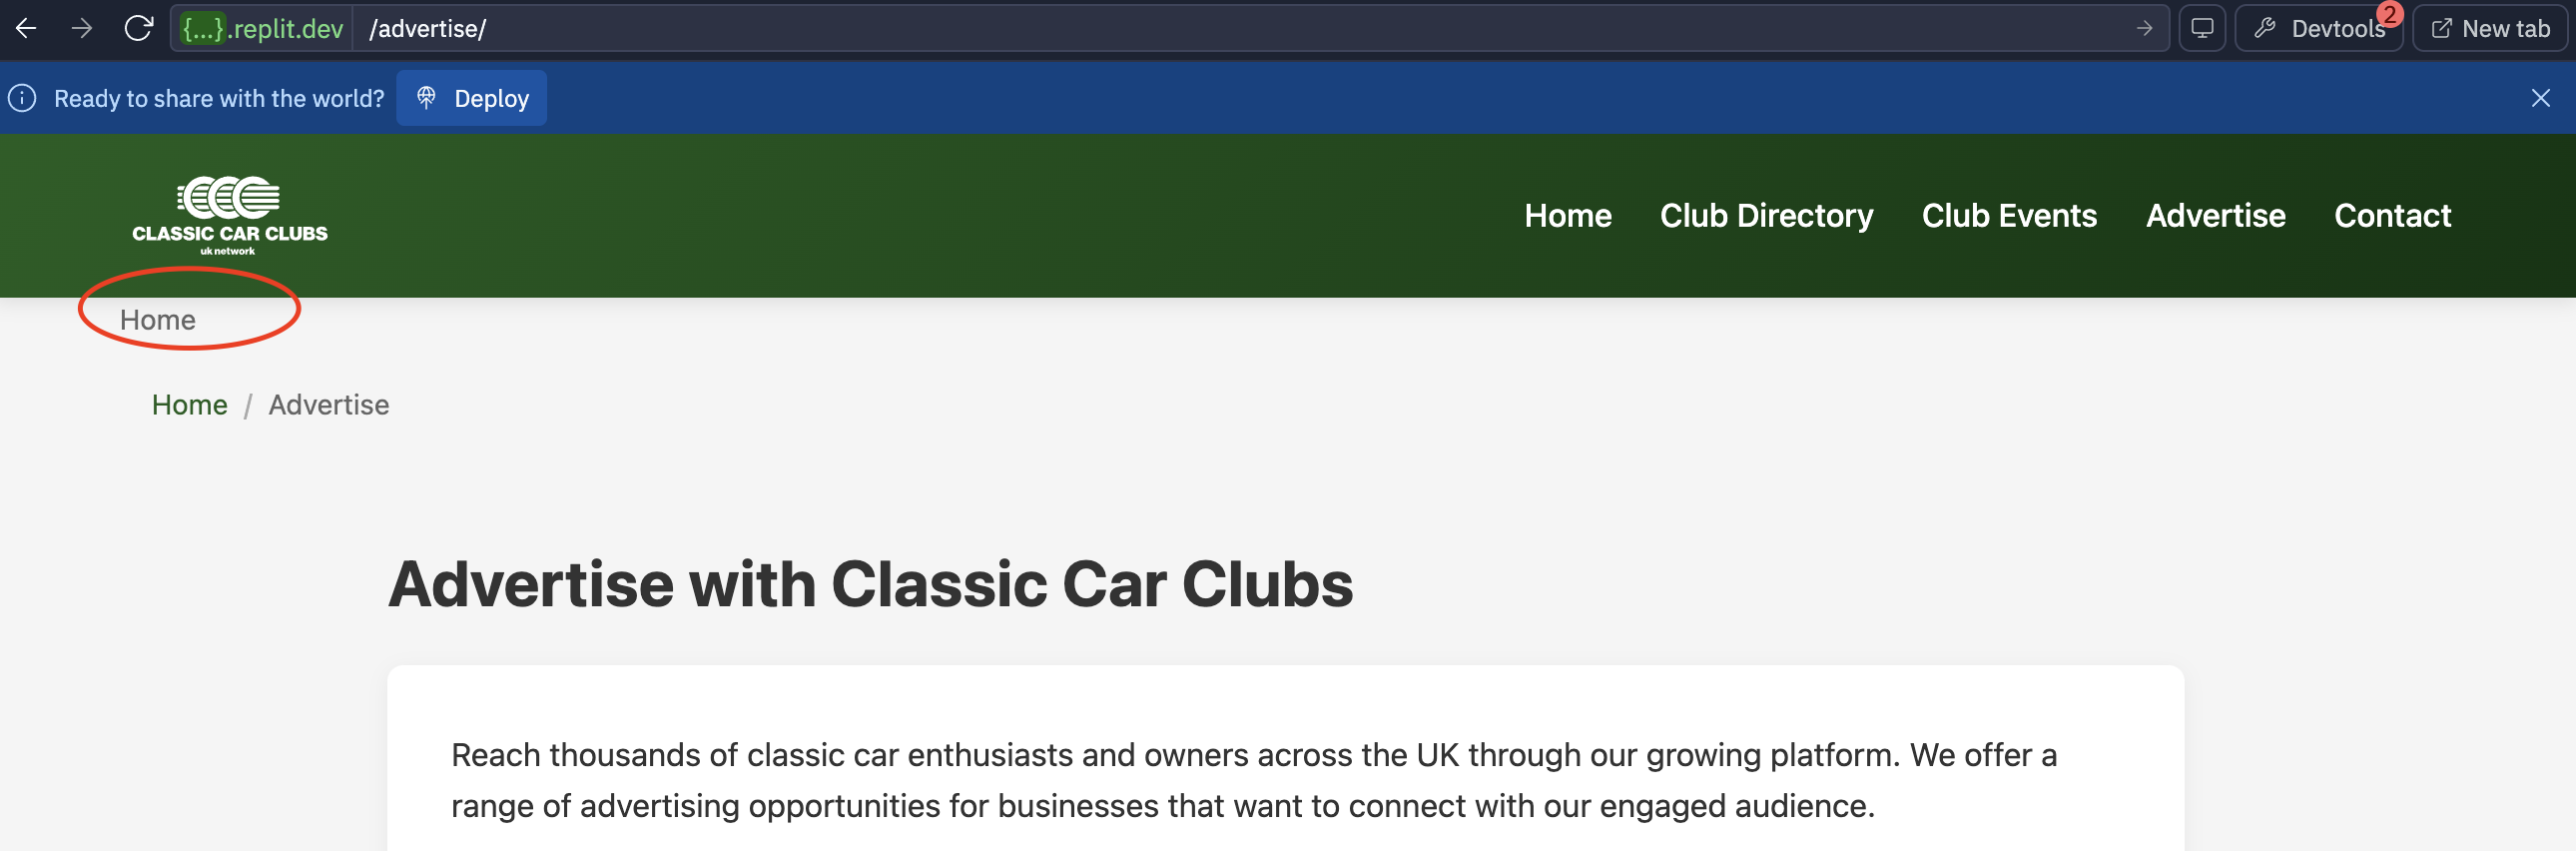 {...}.replit.dev /advertise/ Devtools 2 New tab
Ready to share with the world? Deploy
CLASSIC CAR CLUBS
uk network
Home Club Directory Club Events Advertise Contact
Home
Home / Advertise
Advertise with Classic Car Clubs
Reach thousands of classic car enthusiasts and owners across the UK through our growing platform. We offer a
range of advertising opportunities for businesses that want to connect with our engaged audience.